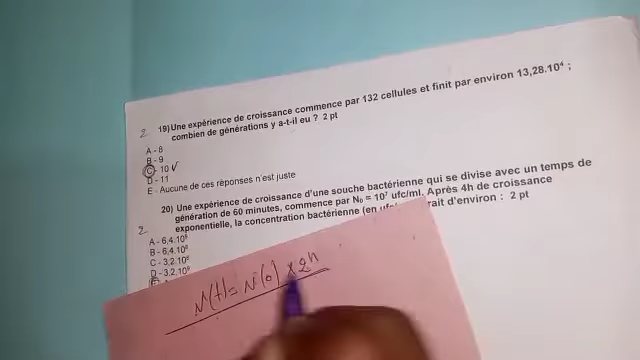 2 19) Une expérience de croissance commence par 132 cellules et finit par environ 13,28.10⁴ ;
combien de générations y a-t-il eu ? 2 pt
A - 8
B - 9
C - 10 √
D - 11
E - Aucune de ces réponses n'est juste
20) Une expérience de croissance d'une souche bactérienne qui se divise avec un temps de
génération de 60 minutes, commence par N₀ = 10⁷ ufc/ml. Après 4h de croissance
2 exponentielle, la concentration bactérienne (en rait d'environ : 2 pt
A - 6,4.10⁵
B - 6,4.10⁸
C - 3,2.10⁸
D - 3,2.10⁹
E
N(t) = N(0) x 2ⁿ